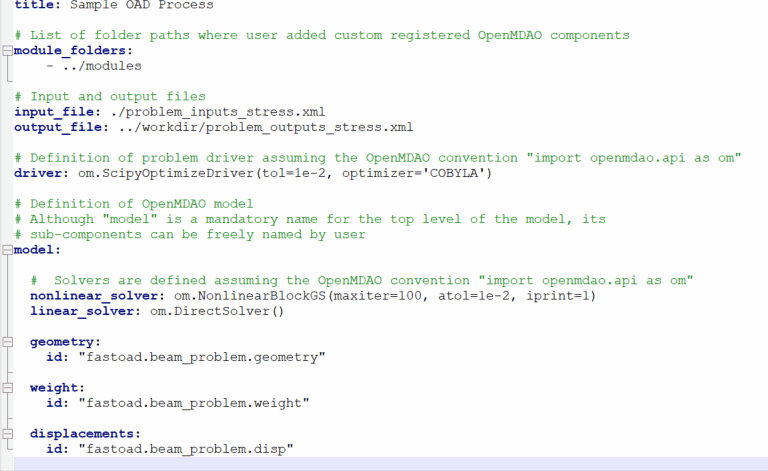 title: Sample OAD Process
# List of folder paths where user added custom registered OpenMDAO components
module_folders:
- ../modules
# Input and output files
input_file: ./problem_inputs_stress.xml
output_file: ../workdir/problem_outputs_stress.xml
# Definition of problem driver assuming the OpenMDAO convention "import openmdao.api as om"
driver: om.ScipyOptimizeDriver(tol=1e-2, optimizer='COBYLA')
# Definition of OpenMDAO model
# Although "model" is a mandatory name for the top level of the model, its
# sub-components can be freely named by user
model:
#  Solvers are defined assuming the OpenMDAO convention "import openmdao.api as om"
nonlinear_solver: om.NonlinearBlockGS(maxiter=100, atol=1e-2, iprint=1)
linear_solver: om.DirectSolver()
geometry:
id: "fastoad.beam_problem.geometry"
weight:
id: "fastoad.beam_problem.weight"
displacements:
id: "fastoad.beam_problem.disp"